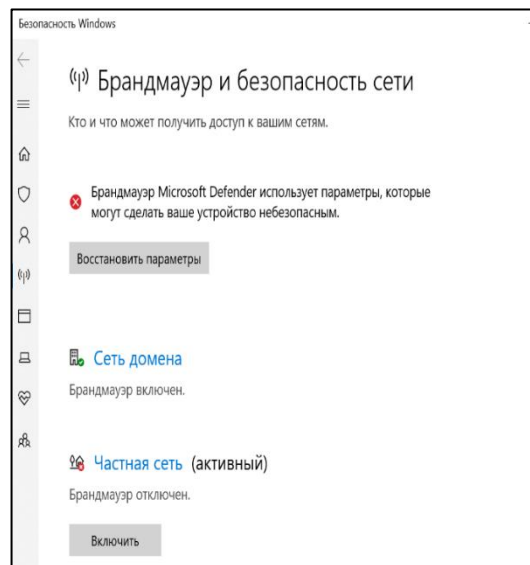 Безопасность Windows
Брандмауэр и безопасность сети
Кто и что может получить доступ к вашим сетям.
Брандмауэр Microsoft Defender использует параметры, которые
могут сделать ваше устройство небезопасным.
Восстановить параметры
Сеть домена
Брандмауэр включен.
Частная сеть (активный)
Брандмауэр отключен.
Включить